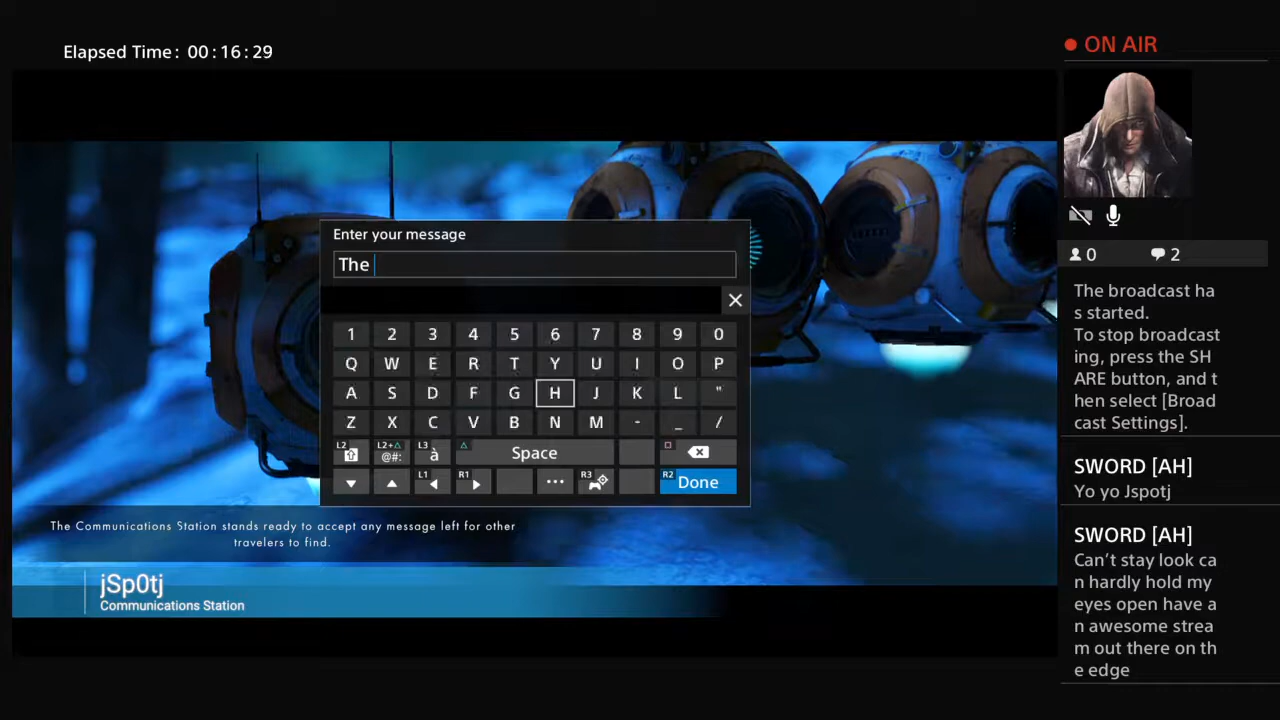 Elapsed Time: 00:16:29
ON AIR
Enter your message
The
1 2 3 4 5 6 7 8 9 0
Q W E R T Y U I O P
A S D F G H J K L "
Z X C V B N M - _ /
L2 L2+△ @#: L3 à △ Space □
L1 R1 ... R3 R2 Done
The Communications Station stands ready to accept any message left for other
travelers to find.
jSp0tj
Communications Station
0 2
The broadcast ha
s started.
To stop broadcast
ing, press the SH
ARE button, and t
hen select [Broad
cast Settings].
SWORD [AH]
Yo yo Jspotj
SWORD [AH]
Can't stay look ca
n hardly hold my
eyes open have a
n awesome strea
m out there on th
e edge